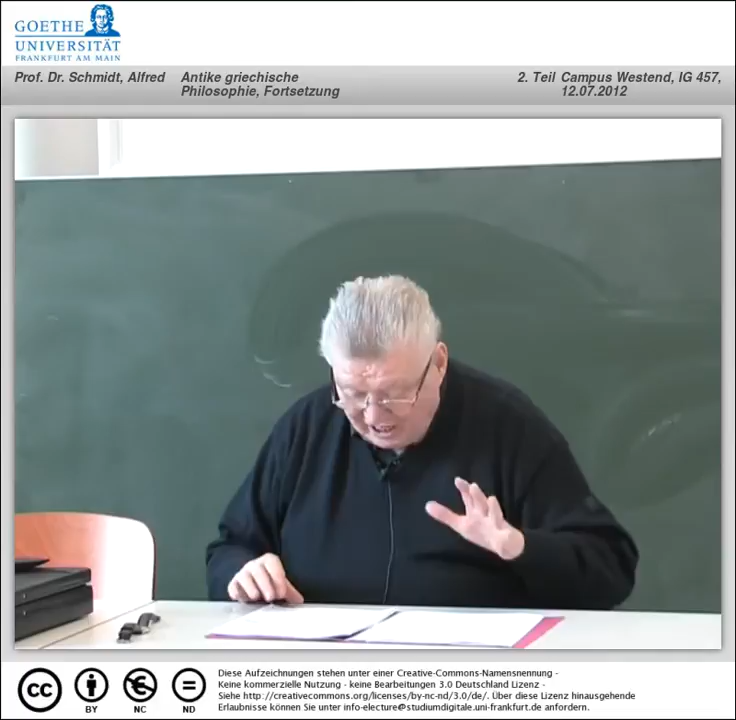 GOETHE
UNIVERSITÄT
FRANKFURT AM MAIN
Prof. Dr. Schmidt, Alfred
Antike griechische
Philosophie, Fortsetzung
2. Teil Campus Westend, IG 457,
12.07.2012
cc
BY
NC
ND
Diese Aufzeichnungen stehen unter einer Creative-Commons-Namensnennung -
Keine kommerzielle Nutzung - keine Bearbeitungen 3.0 Deutschland Lizenz -
Siehe http://creativecommons.org/licenses/by-nc-nd/3.0/de/. Über diese Lizenz hinausgehende
Erlaubnisse können Sie unter info-electure@studiumdigitale.uni-frankfurt.de anfordern.